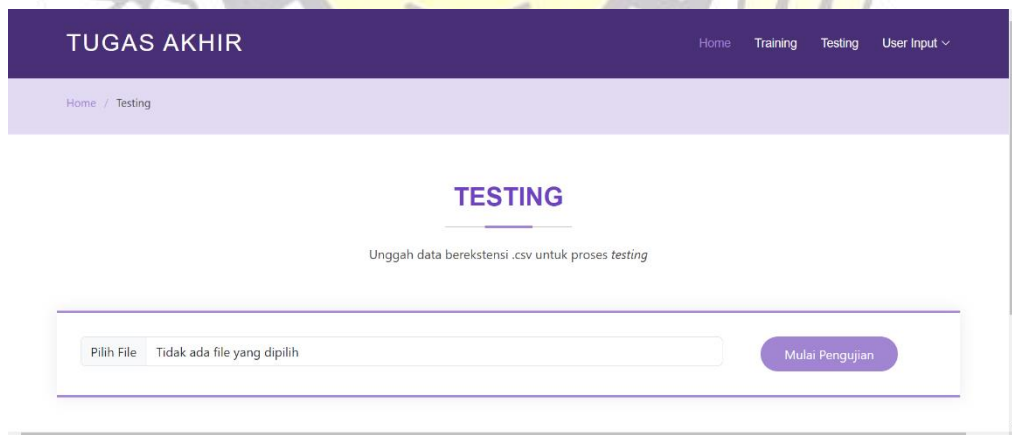 TUGAS AKHIR
Home Training Testing User Input
Home / Testing
TESTING
Unggah data berekstensi .csv untuk proses testing
Pilih File Tidak ada file yang dipilih
Mulai Pengujian